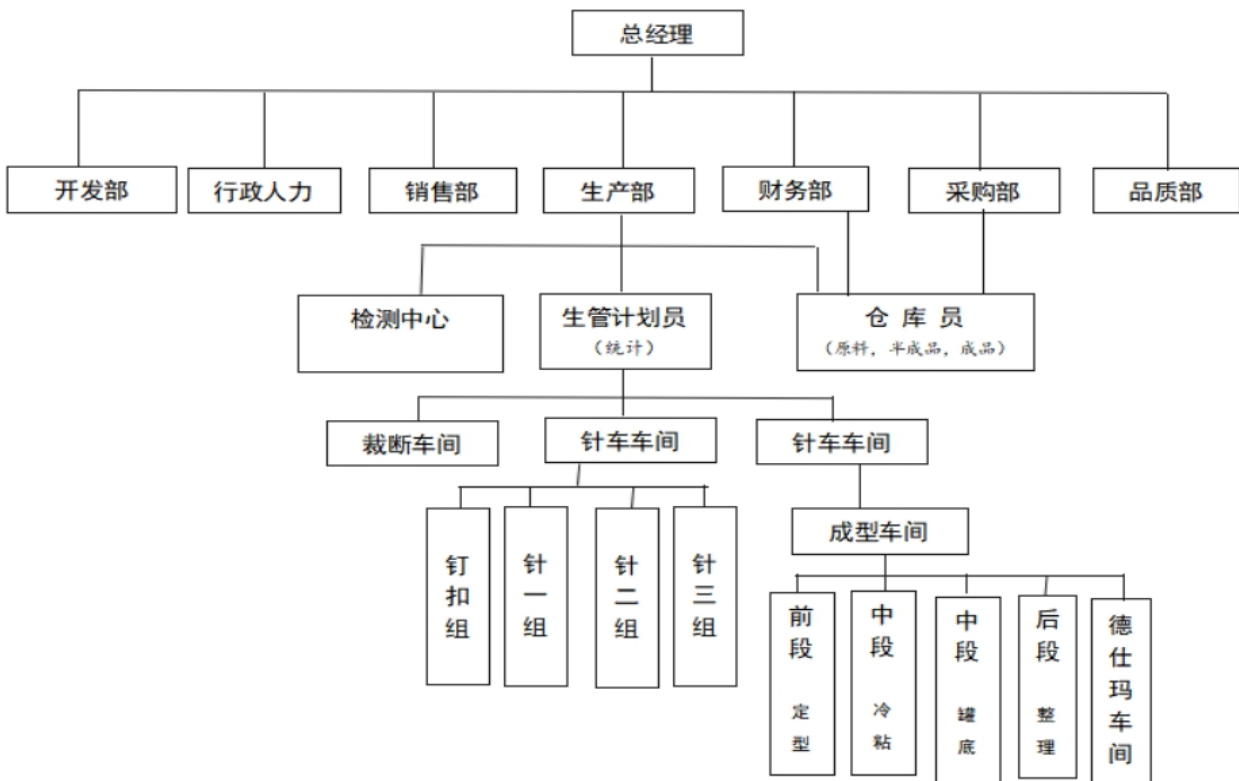 总经理
开发部
行政人力
销售部
生产部
财务部
采购部
品质部
检测中心
生管计划员
（统计）
仓 库 员
（原料，半成品，成品）
裁断车间
针车车间
针车车间
成型车间
钉扣组
针一组
针二组
针三组
前段 定型
中段 冷粘
中段 罐底
后段 整理
德仕玛车间